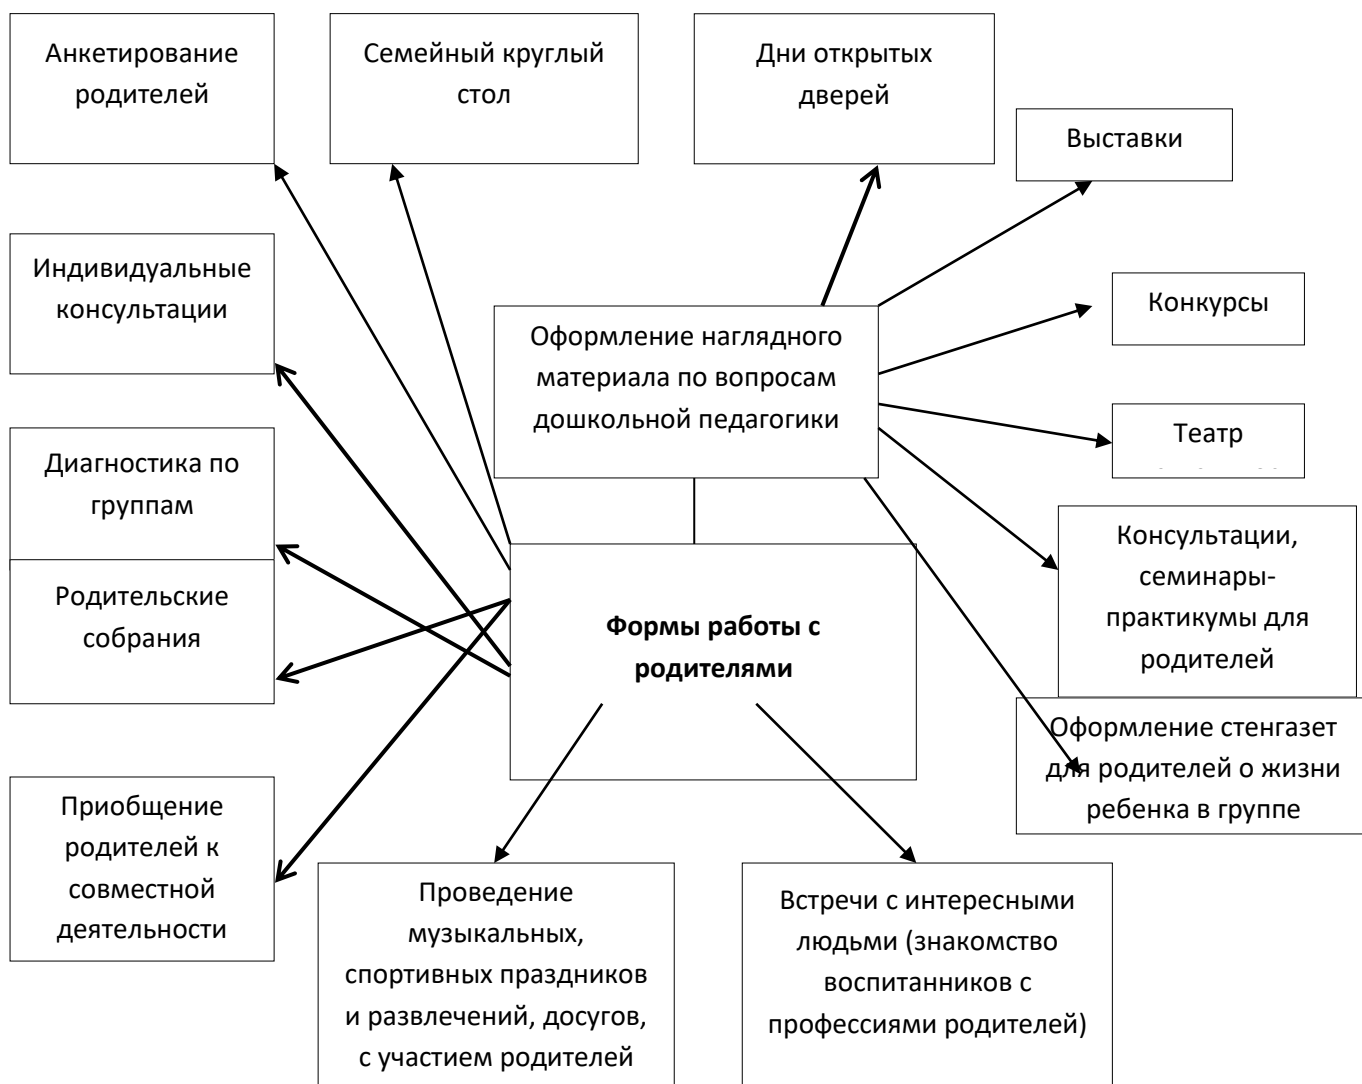 Анкетирование
родителей
Семейный круглый
стол
Дни открытых
дверей
Выставки
Индивидуальные
консультации
Конкурсы
Оформление наглядного
материала по вопросам
дошкольной педагогики
Театр
Диагностика по
группам
Консультации,
семинары-
практикумы для
родителей
Родительские
собрания
Формы работы с
родителями
Оформление стенгазет
для родителей о жизни
ребенка в группе
Приобщение
родителей к
совместной
деятельности
Проведение
музыкальных,
спортивных праздников
и развлечений, досугов,
с участием родителей
Встречи с интересными
людьми (знакомство
воспитанников с
профессиями родителей)